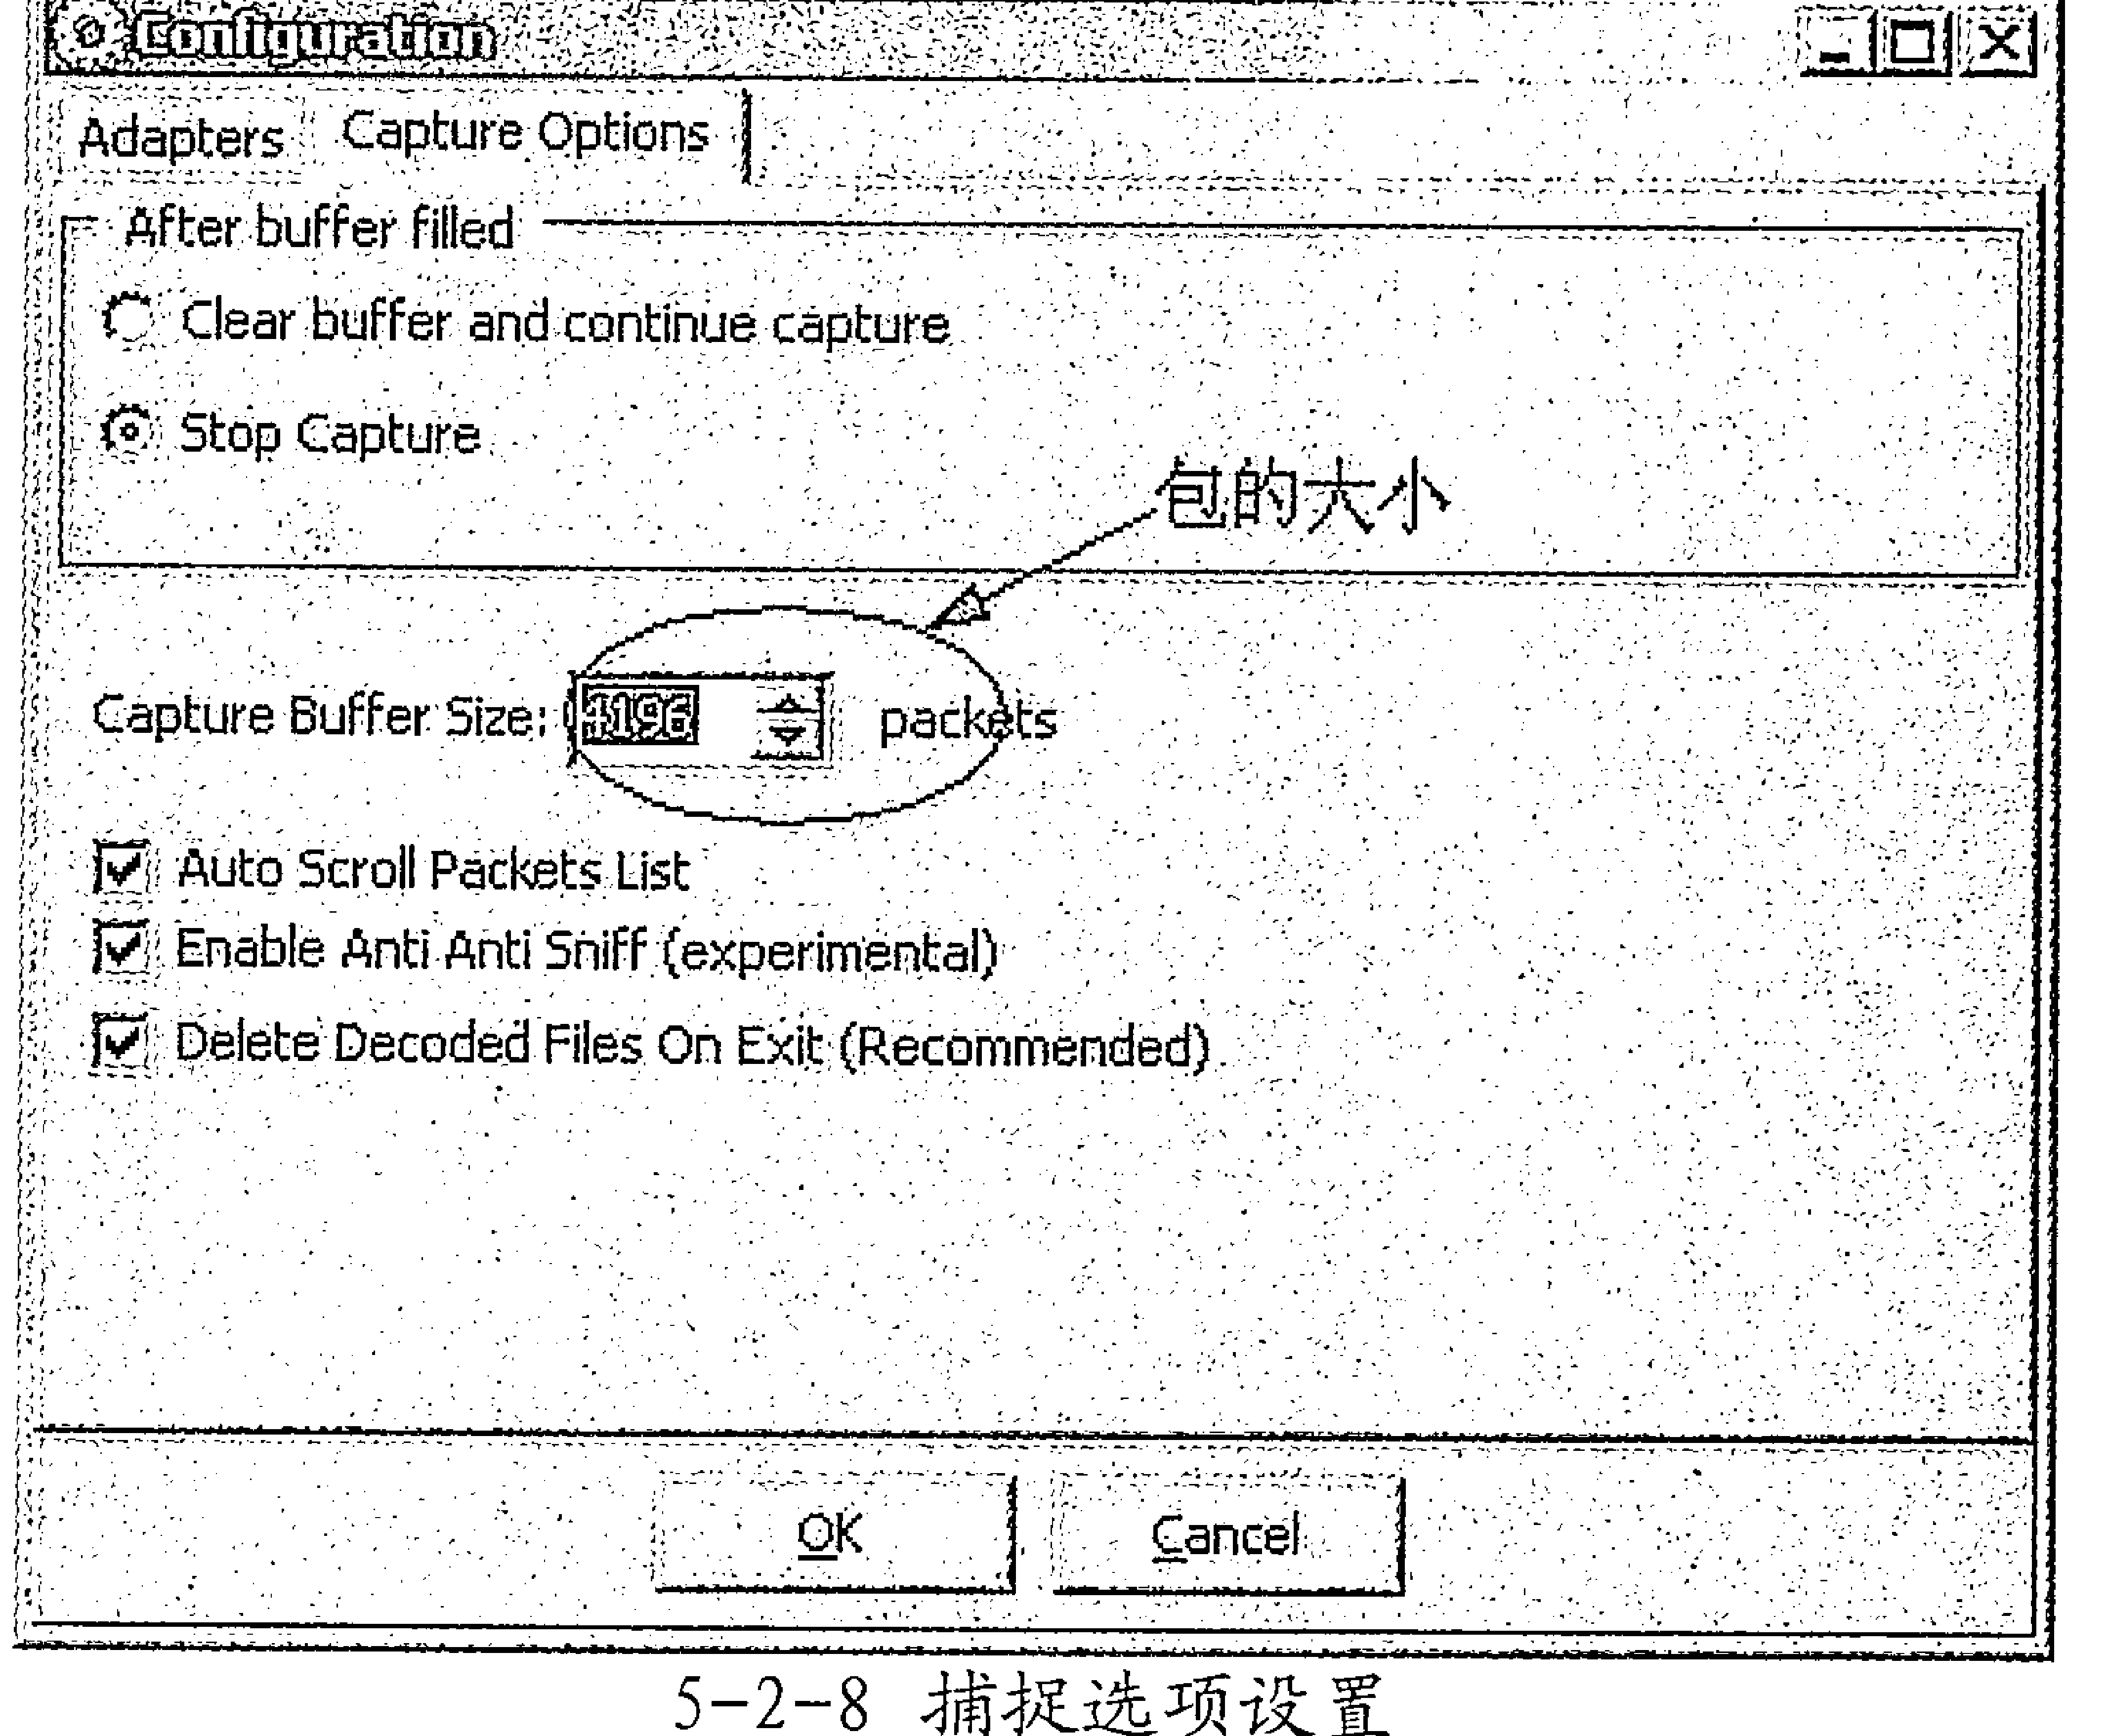 Configuration
Adapters Capture Options
After buffer filled
Clear buffer and continue capture
Stop Capture
包的大小
Capture Buffer Size: 4196 packets
Auto Scroll Packets List
Enable Anti Anti Sniff (experimental)
Delete Decoded Files On Exit (Recommended)
OK Cancel
5-2-8 捕捉选项设置